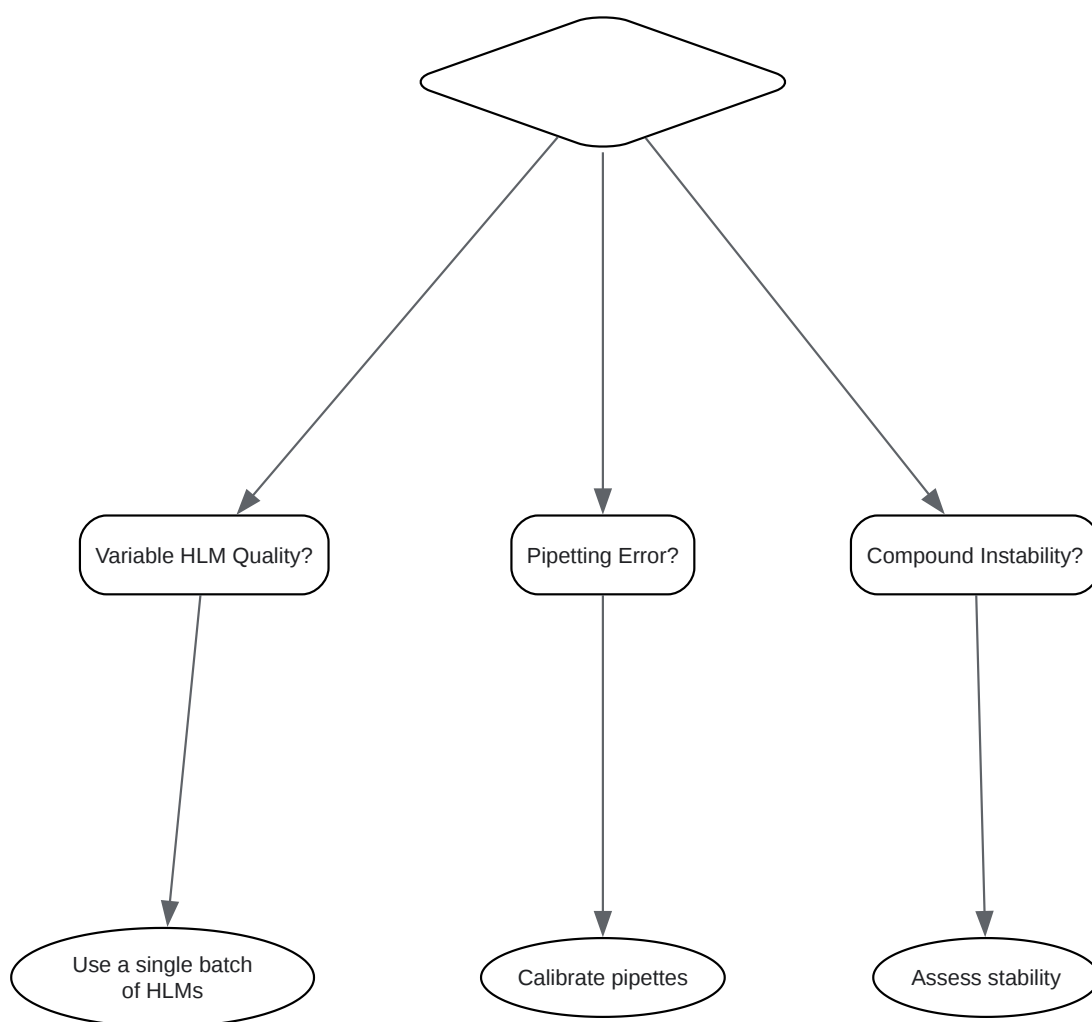 Variable HLM Quality?
Pipetting Error?
Compound Instability?
Use a single batch
of HLMs
Calibrate pipettes
Assess stability